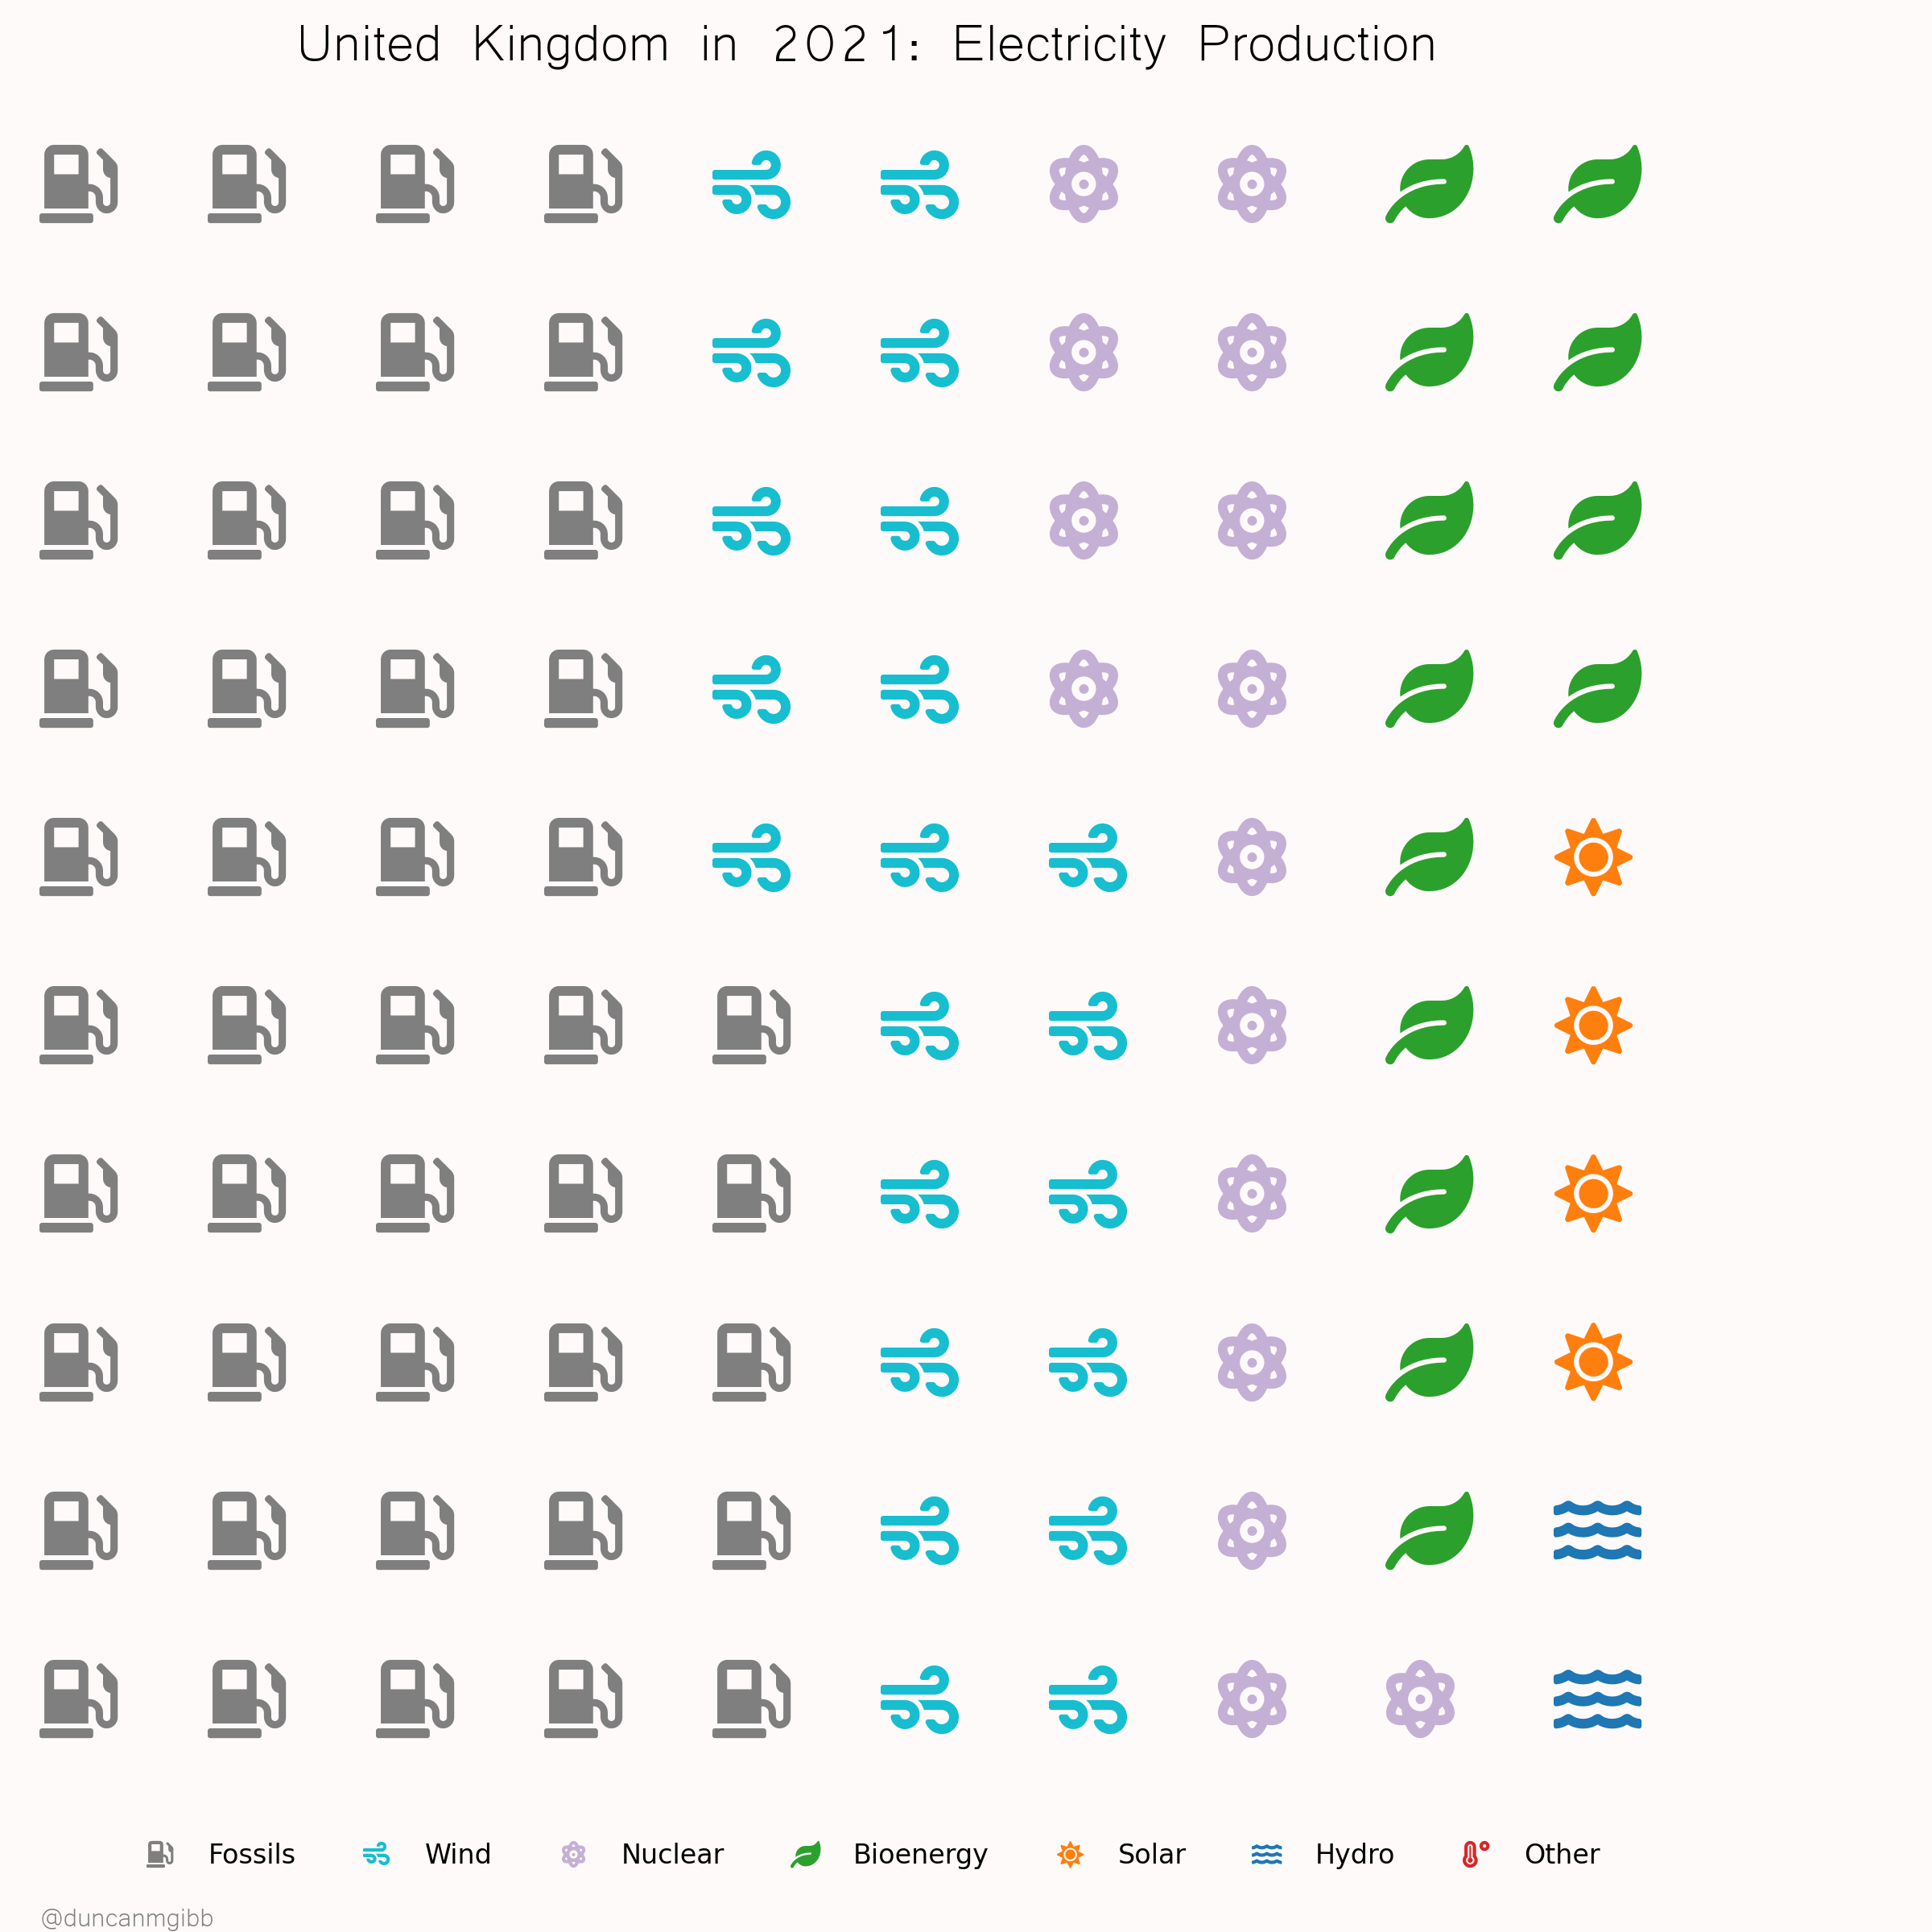 United Kingdom in 2021: Electricity Production
Fossils Wind Nuclear Bioenergy Solar Hydro Other
@duncanmgibb